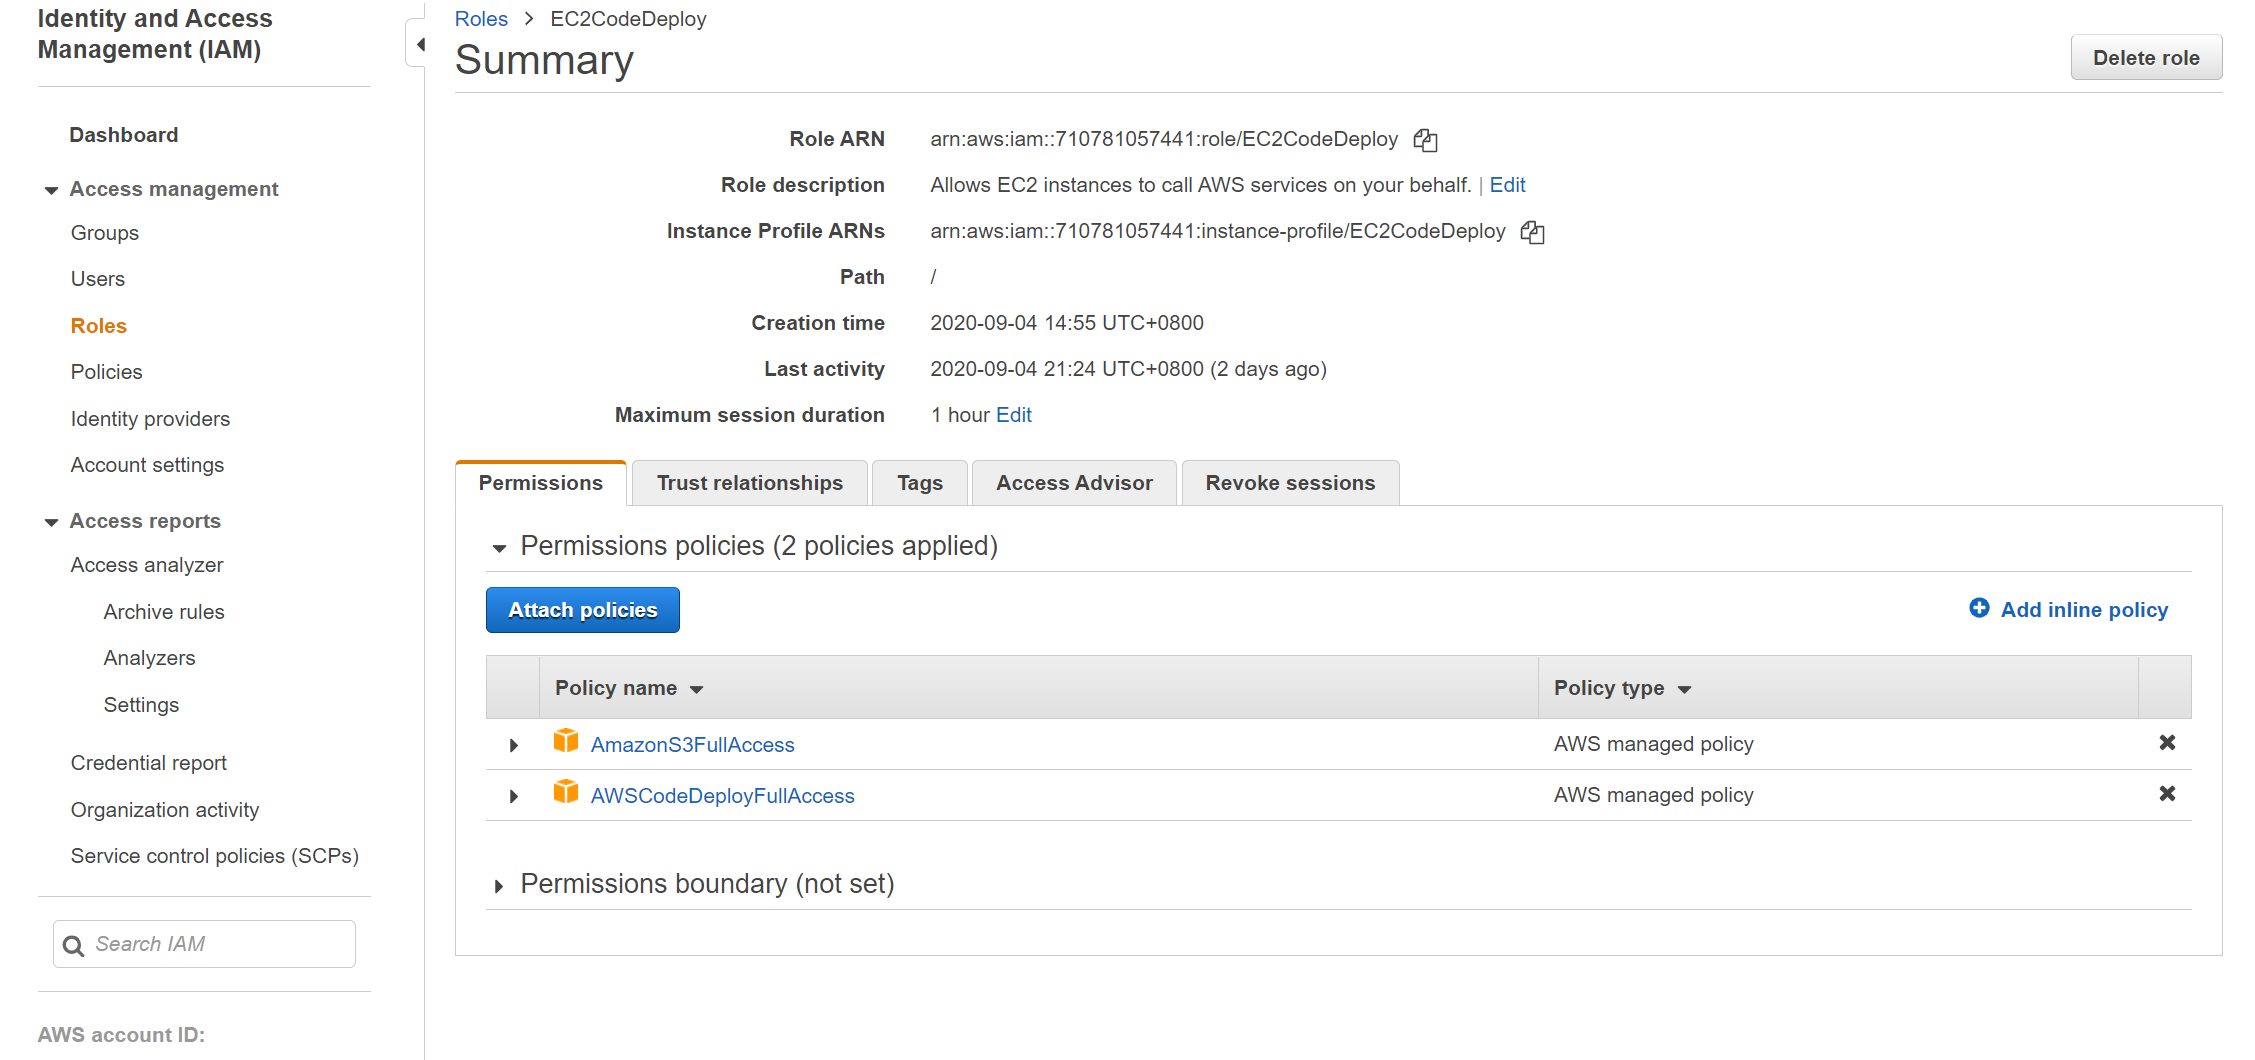 Identity and Access
Management (IAM)
Dashboard
Access management
Groups
Users
Roles
Policies
Identity providers
Account settings
Access reports
Access analyzer
Archive rules
Analyzers
Settings
Credential report
Organization activity
Service control policies (SCPs)
Search IAM
AWS account ID:
Roles > EC2CodeDeploy
Summary
Delete role
Role ARN arn:aws:iam::710781057441:role/EC2CodeDeploy
Role description Allows EC2 instances to call AWS services on your behalf. | Edit
Instance Profile ARNs arn:aws:iam::710781057441:instance-profile/EC2CodeDeploy
Path /
Creation time 2020-09-04 14:55 UTC+0800
Last activity 2020-09-04 21:24 UTC+0800 (2 days ago)
Maximum session duration 1 hour Edit
Permissions Trust relationships Tags Access Advisor Revoke sessions
Permissions policies (2 policies applied)
Attach policies Add inline policy
Policy name Policy type
AmazonS3FullAccess AWS managed policy
AWSCodeDeployFullAccess AWS managed policy
Permissions boundary (not set)